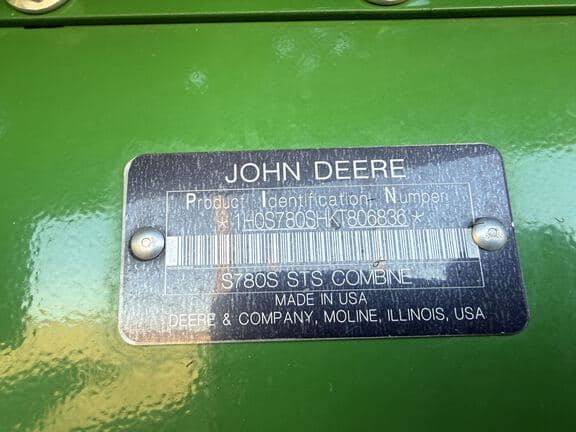 JOHN DEERE
Product Identification Number
*1H0S780SHKT806836*
S780S STS COMBINE
MADE IN USA
DEERE & COMPANY, MOLINE, ILLINOIS, USA